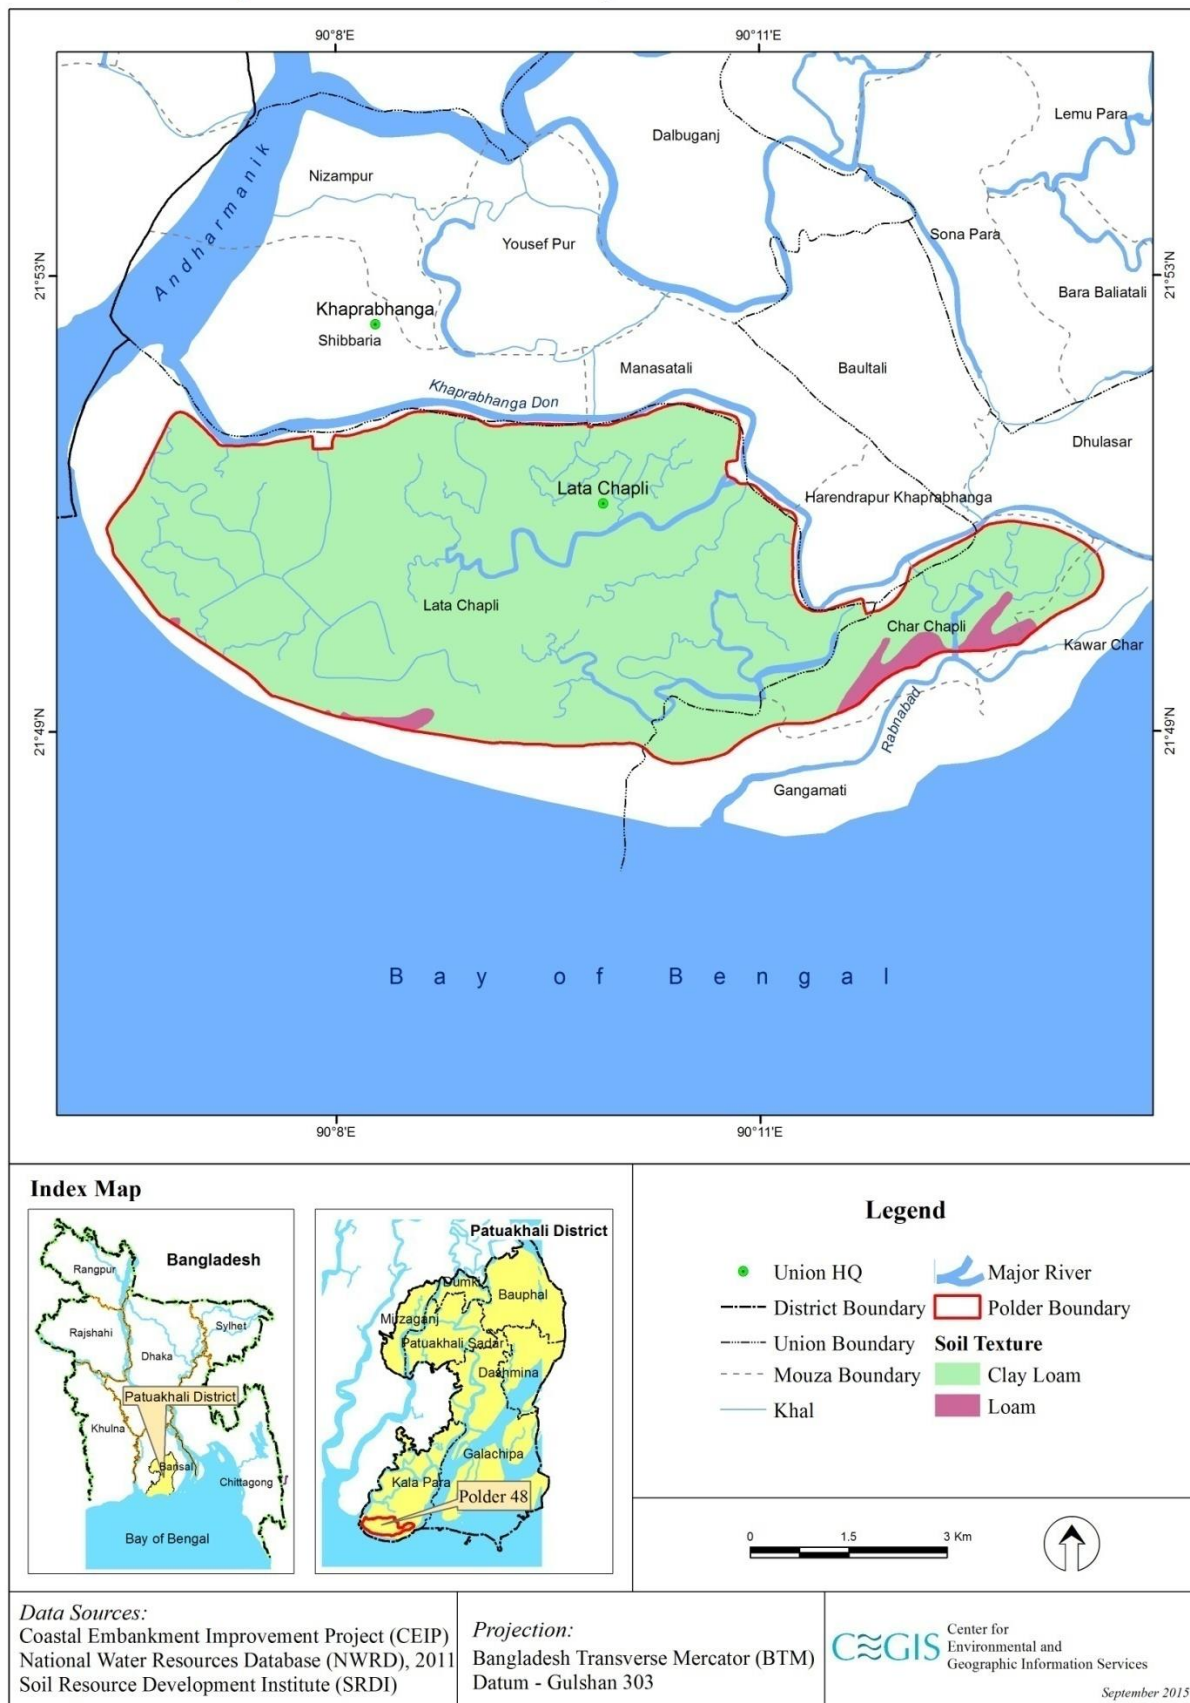 90°8'E
90°11'E
Lemu Para
Dalbuganj
Andharmanik
Nizampur
Yousef Pur
Sona Para
21°53'N
21°53'N
Bara Baliatali
Khaprabhanga
Shibbaria
Manasatali
Baultali
Khaprabhanga Don
Dhulasar
Lata Chapli
Harendrapur Khaprabhanga
Lata Chapli
Char Chapli
Kawar Char
21°49'N
21°49'N
Rabnabad
Gangamati
Bay of Bengal
90°8'E
90°11'E
Index Map
Bangladesh
Rangpur
Rajshahi
Sylhet
Dhaka
Patuakhali District
Khulna
Barisal
Chittagong
Bay of Bengal
Patuakhali District
Dumki
Bauphal
Mirzaganj
Patuakhali Sadar
Dashmina
Galachipa
Kala Para
Polder 48
Legend
Union HQ
Major River
District Boundary
Polder Boundary
Union Boundary
Soil Texture
Mouza Boundary
Clay Loam
Khal
Loam
0 1.5 3 Km
Data Sources:
Coastal Embankment Improvement Project (CEIP)
National Water Resources Database (NWRD), 2011
Soil Resource Development Institute (SRDI)
Projection:
Bangladesh Transverse Mercator (BTM)
Datum - Gulshan 303
CEGIS
Center for
Environmental and
Geographic Information Services
September 2015